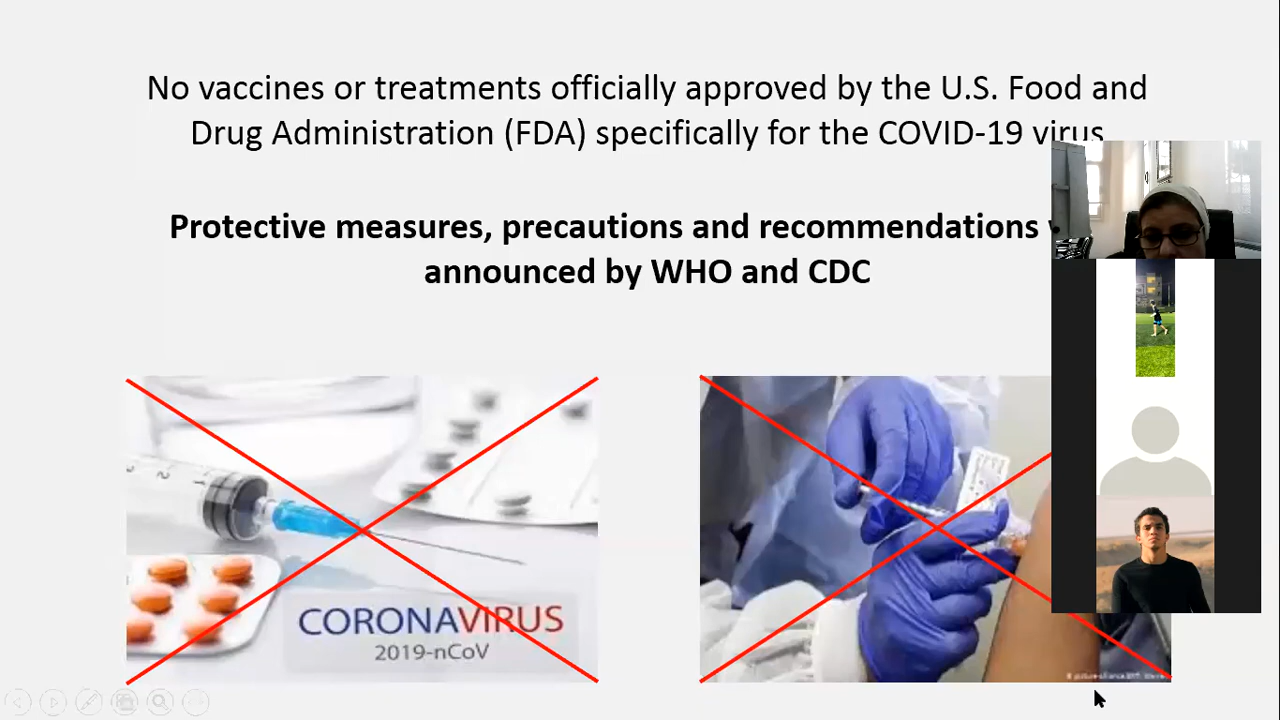 No vaccines or treatments officially approved by the U.S. Food and
Drug Administration (FDA) specifically for the COVID-19 virus
Protective measures, precautions and recommendations
announced by WHO and CDC
CORONAVIRUS
2019-nCoV